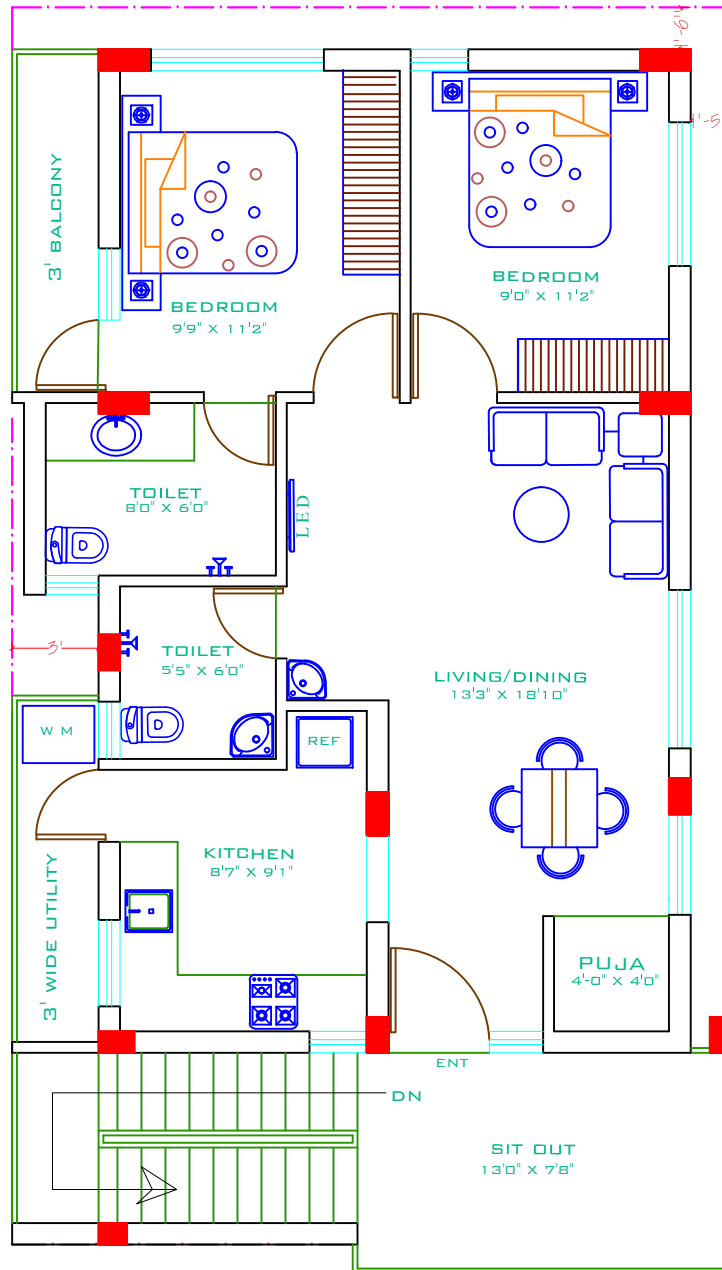 3' BALCONY
BEDROOM
9'9" X 11'2"
BEDROOM
9'0" X 11'2"
TOILET
8'0" X 6'0"
LED
3'
TOILET
5'5" X 6'0"
LIVING/DINING
13'3" X 18'10"
W M
REF
KITCHEN
8'7" X 9'1"
3' WIDE UTILITY
PUJA
4'-0" X 4'0"
ENT
DN
SIT OUT
13'0" X 7'8"